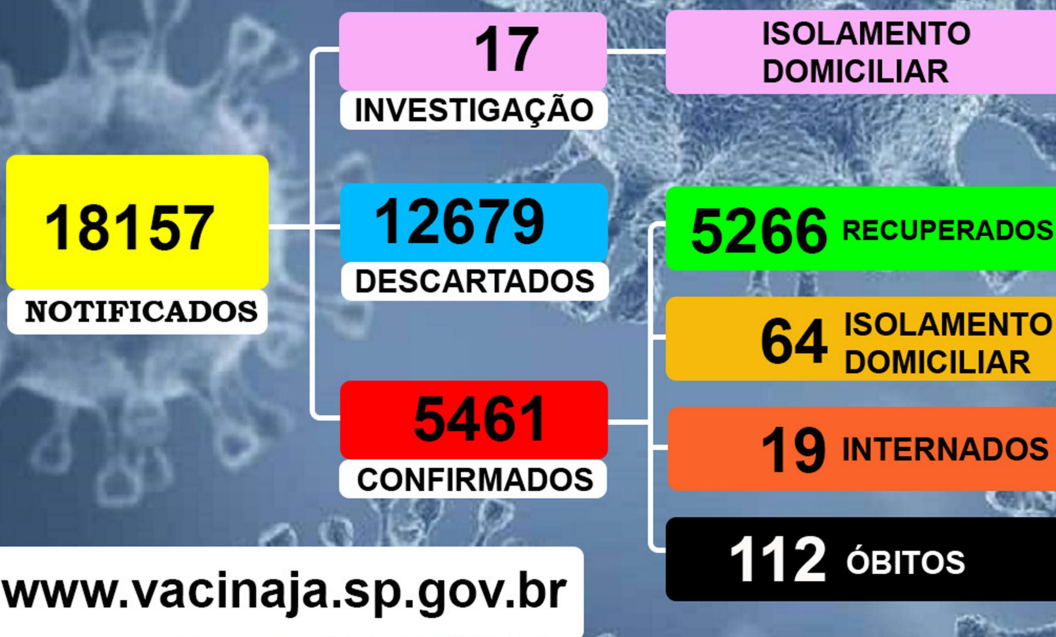 17
INVESTIGAÇÃO
ISOLAMENTO
DOMICILIAR
18157
NOTIFICADOS
12679
DESCARTADOS
5461
CONFIRMADOS
5266 RECUPERADOS
64 ISOLAMENTO
DOMICILIAR
19 INTERNADOS
112 ÓBITOS
www.vacinaja.sp.gov.br